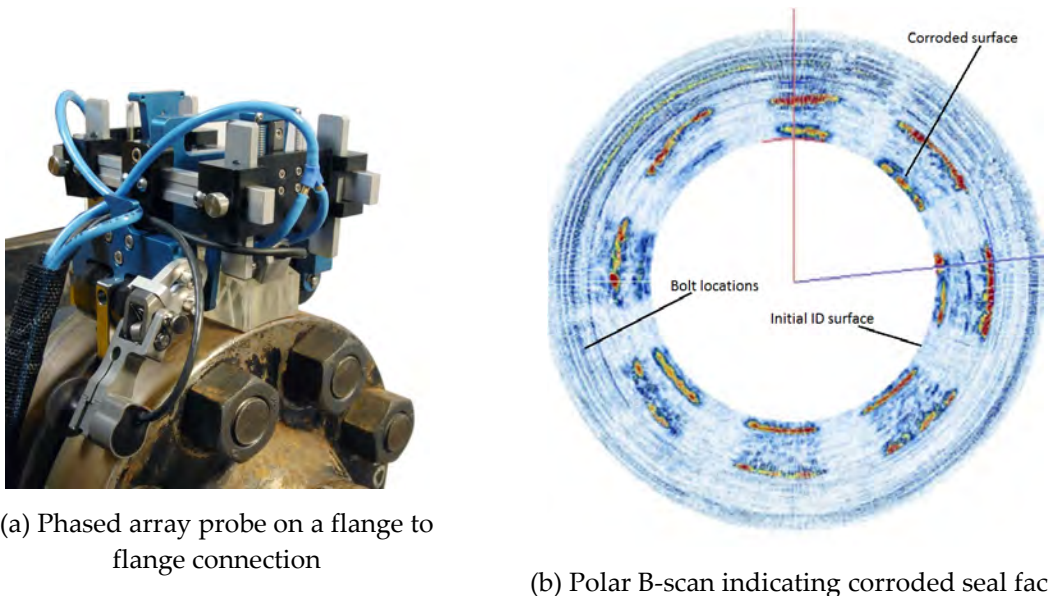 Corroded surface
Bolt locations
Initial ID surface
(a) Phased array probe on a flange to
flange connection
(b) Polar B-scan indicating corroded seal fac